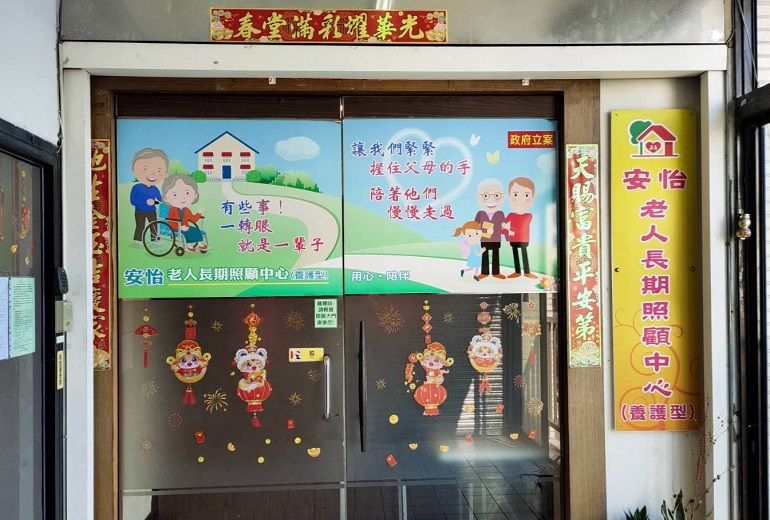 光華耀彩滿堂春
讓我們緊緊
握住父母的手
陪著他們
慢慢走過
政府立案
有些事！
一轉眼
就是一輩子
安怡 老人長期照顧中心(養護型)
用心・陪伴
天賜富貴平安第
安怡
老人長期照顧中心
(養護型)